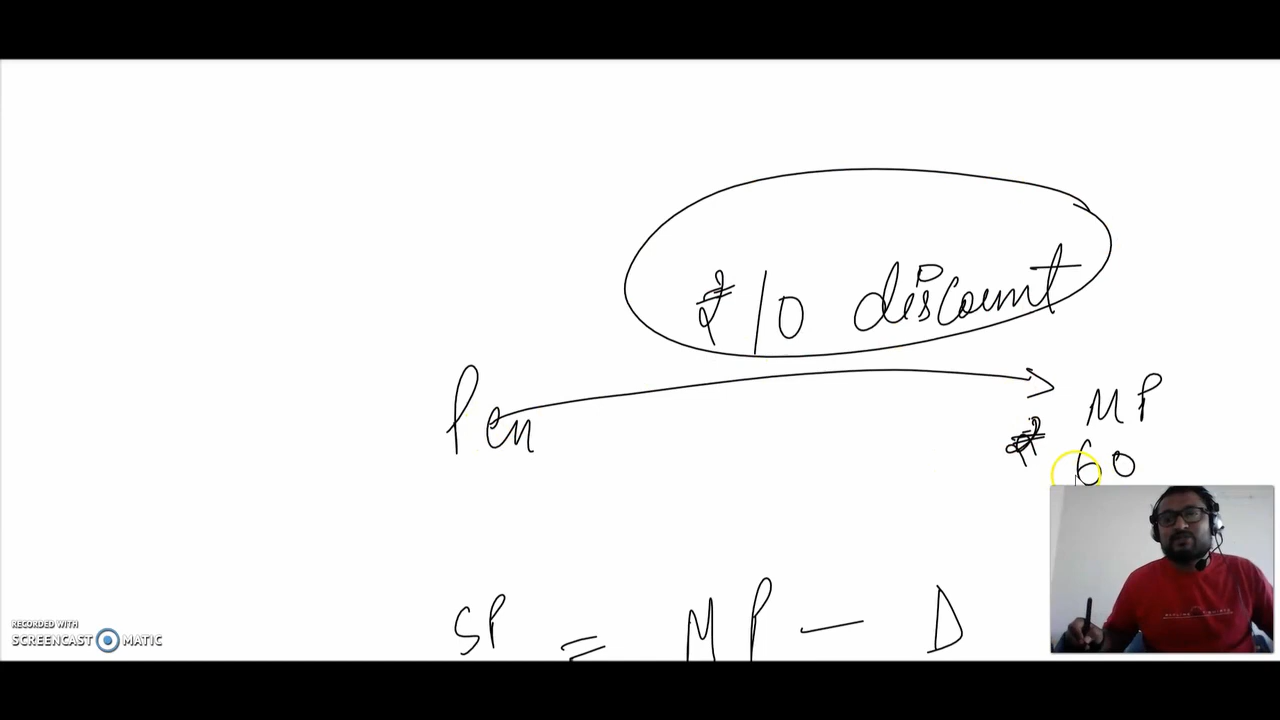 ₹10 discount
Pen
MP
₹ 60
SP = MP - D
RECORDED WITH
SCREENCAST MATIC